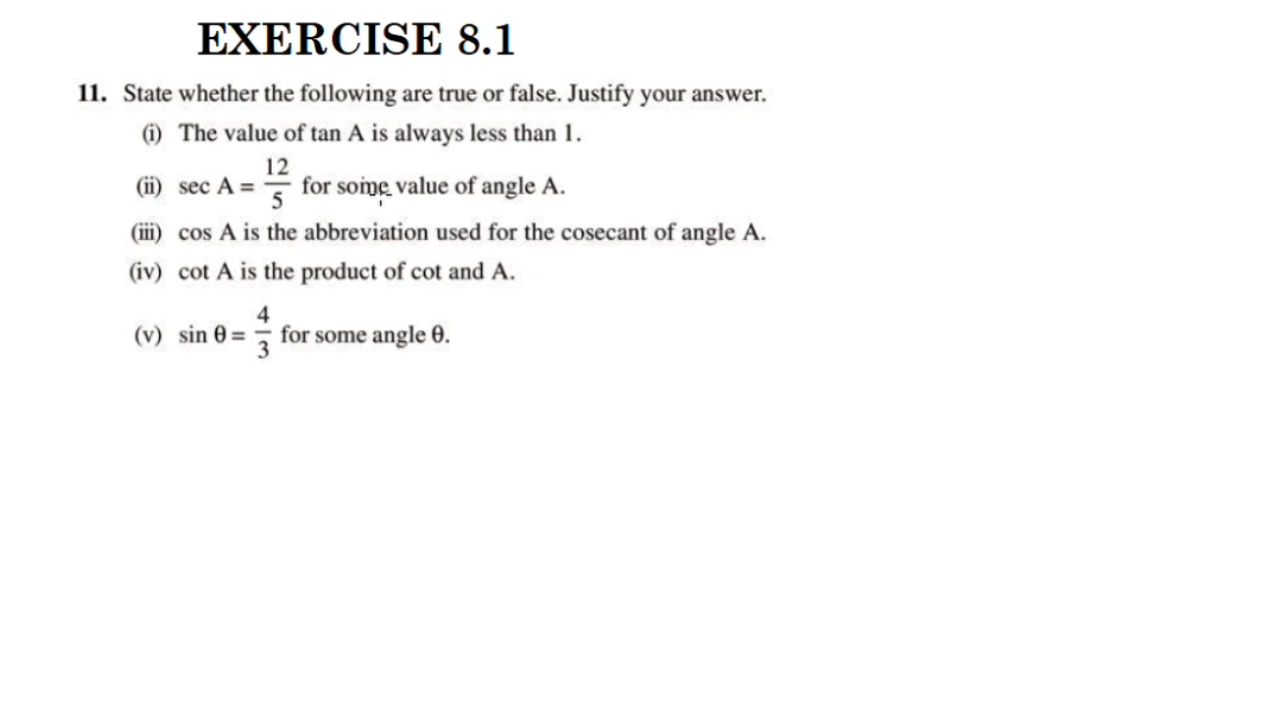 EXERCISE 8.1
11. State whether the following are true or false. Justify your answer.
(i) The value of tan A is always less than 1.
(ii) sec A = 12/5 for some value of angle A.
(iii) cos A is the abbreviation used for the cosecant of angle A.
(iv) cot A is the product of cot and A.
(v) sin θ = 4/3 for some angle θ.